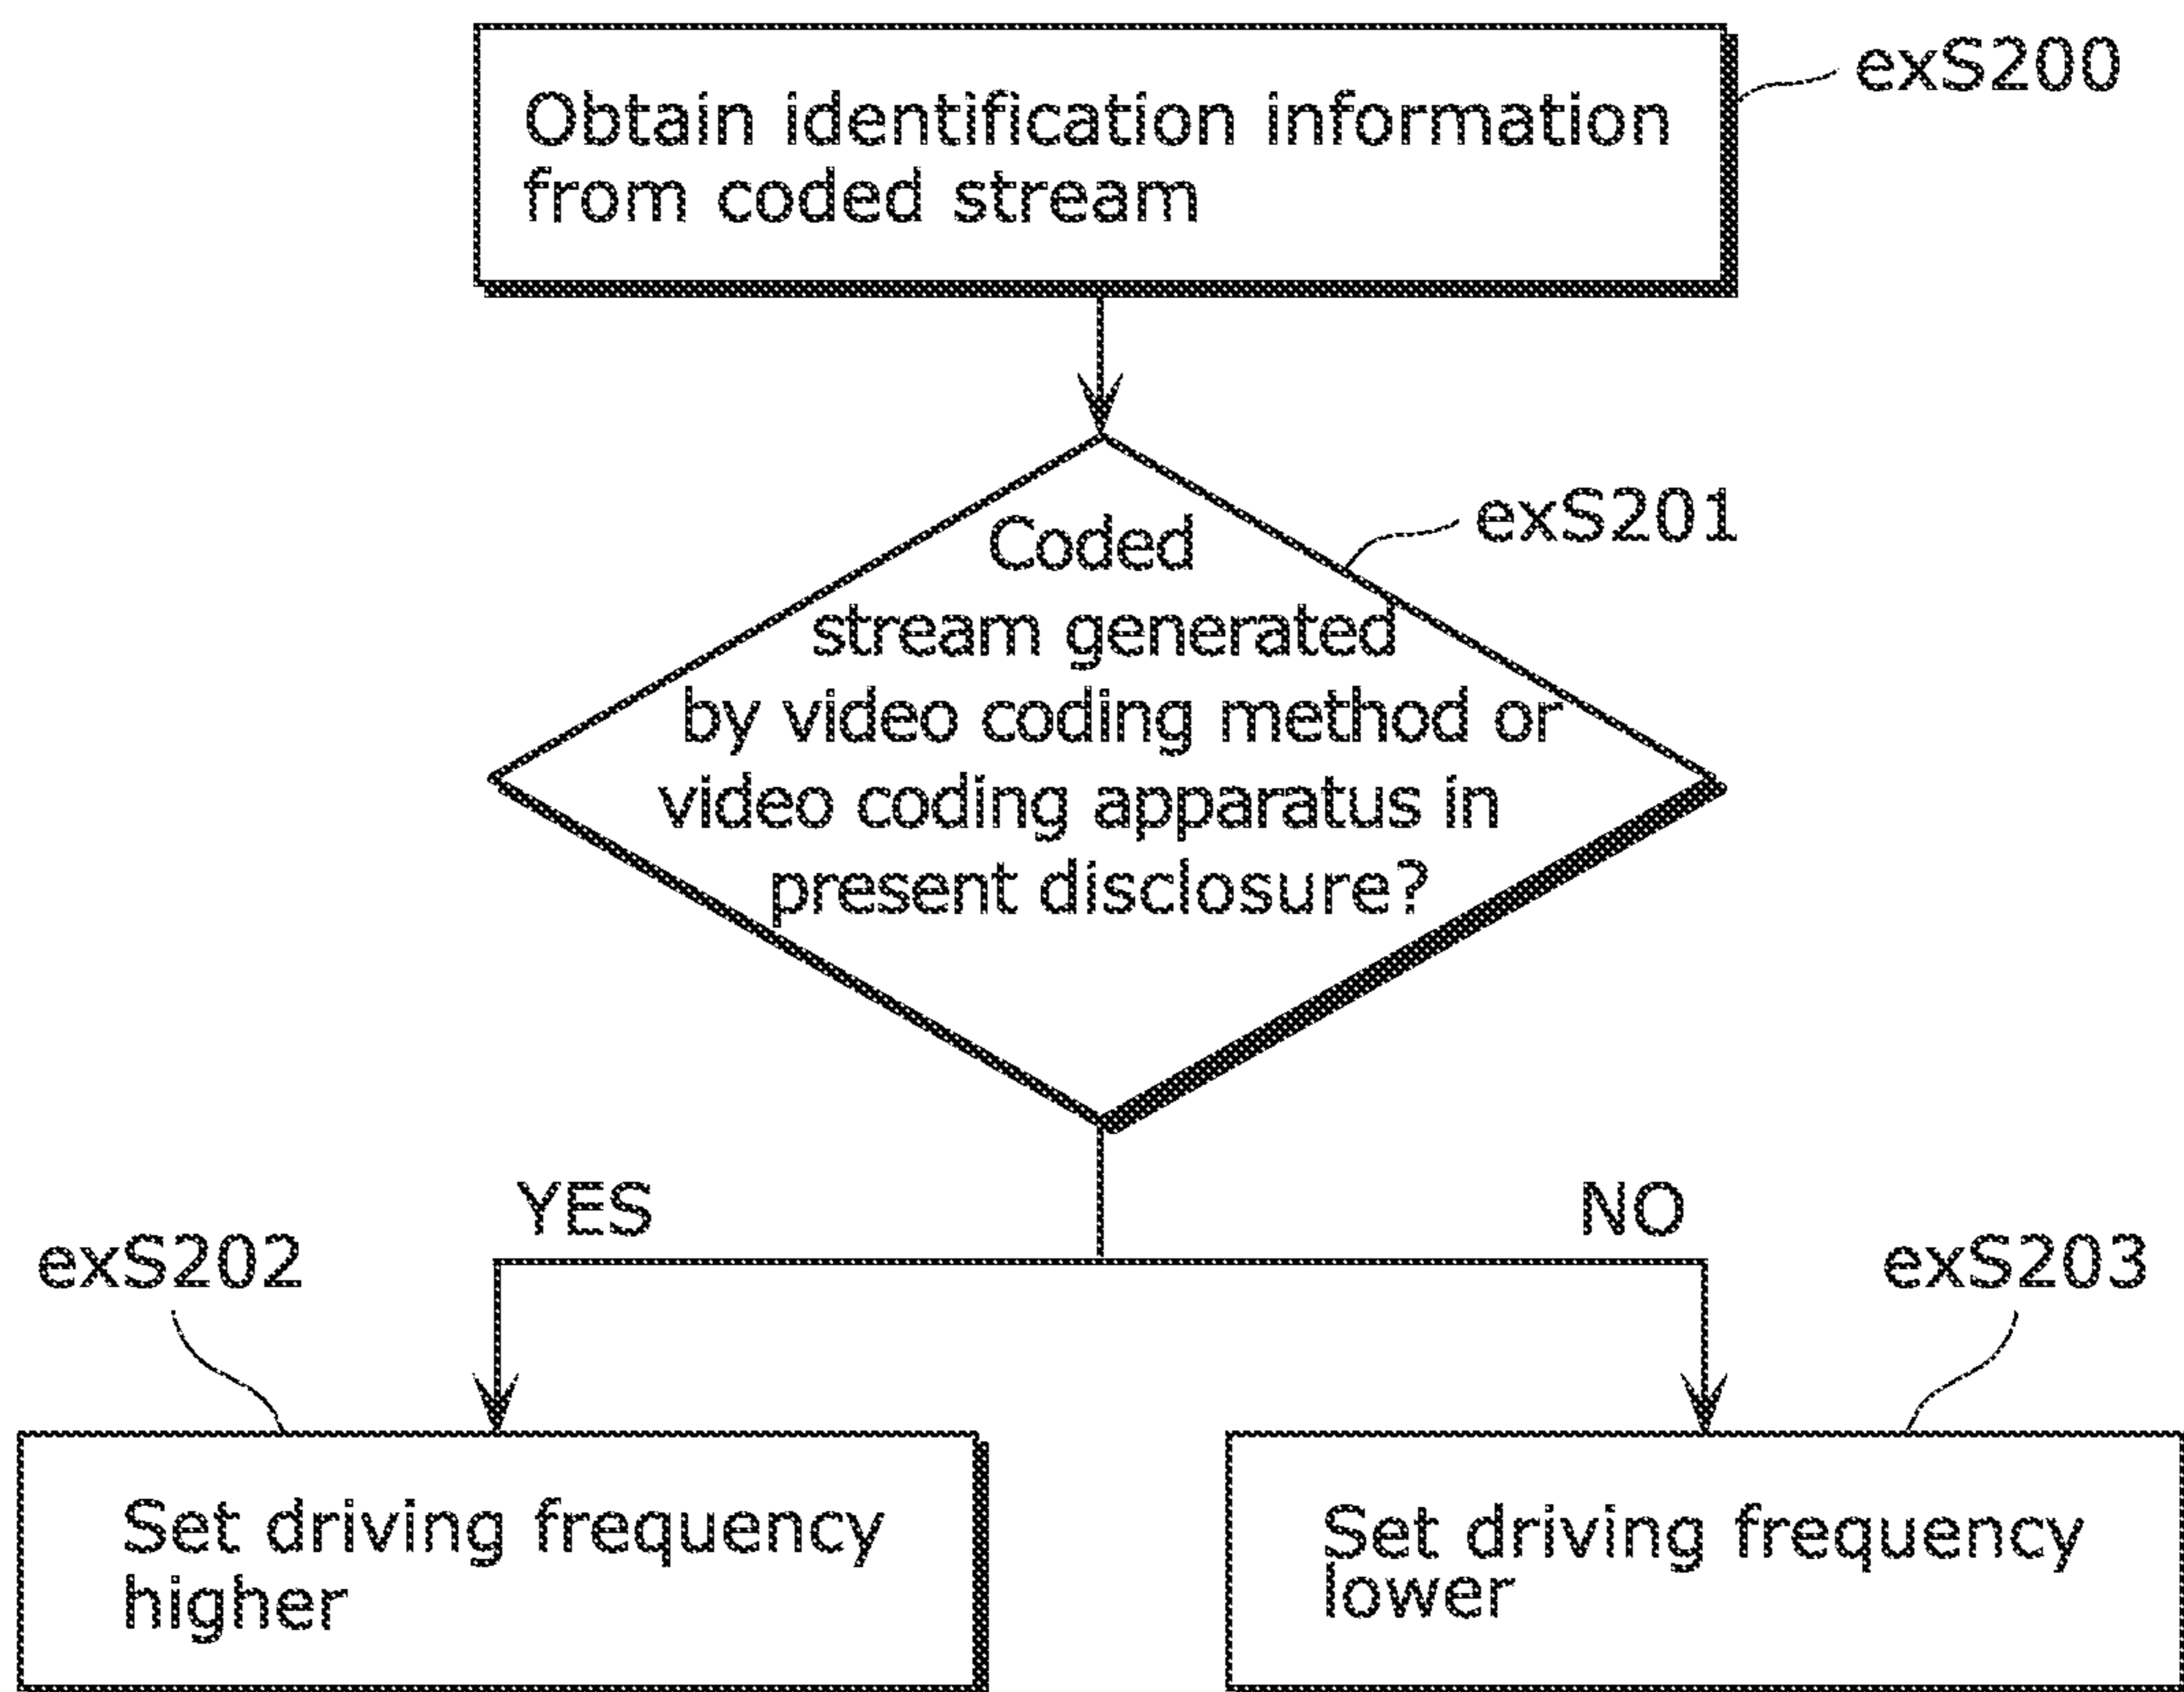 exS200
Obtain identification information
from coded stream
exS201
Coded
stream generated
by video coding method or
video coding apparatus in
present disclosure?
YES
NO
exS202
exS203
Set driving frequency
higher
Set driving frequency
lower